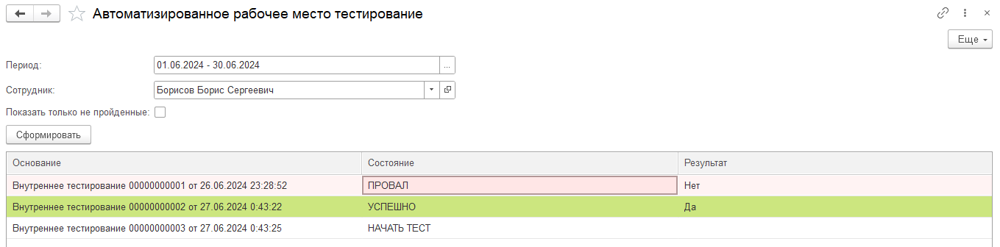 Автоматизированное рабочее место тестирование
Еще
Период: 01.06.2024 - 30.06.2024 ...
Сотрудник: Борисов Борис Сергеевич
Показать только не пройденные:
Сформировать
Основание Состояние Результат
Внутреннее тестирование 00000000001 от 26.06.2024 23:28:52 ПРОВАЛ Нет
Внутреннее тестирование 00000000002 от 27.06.2024 0:43:22 УСПЕШНО Да
Внутреннее тестирование 00000000003 от 27.06.2024 0:43:25 НАЧАТЬ ТЕСТ